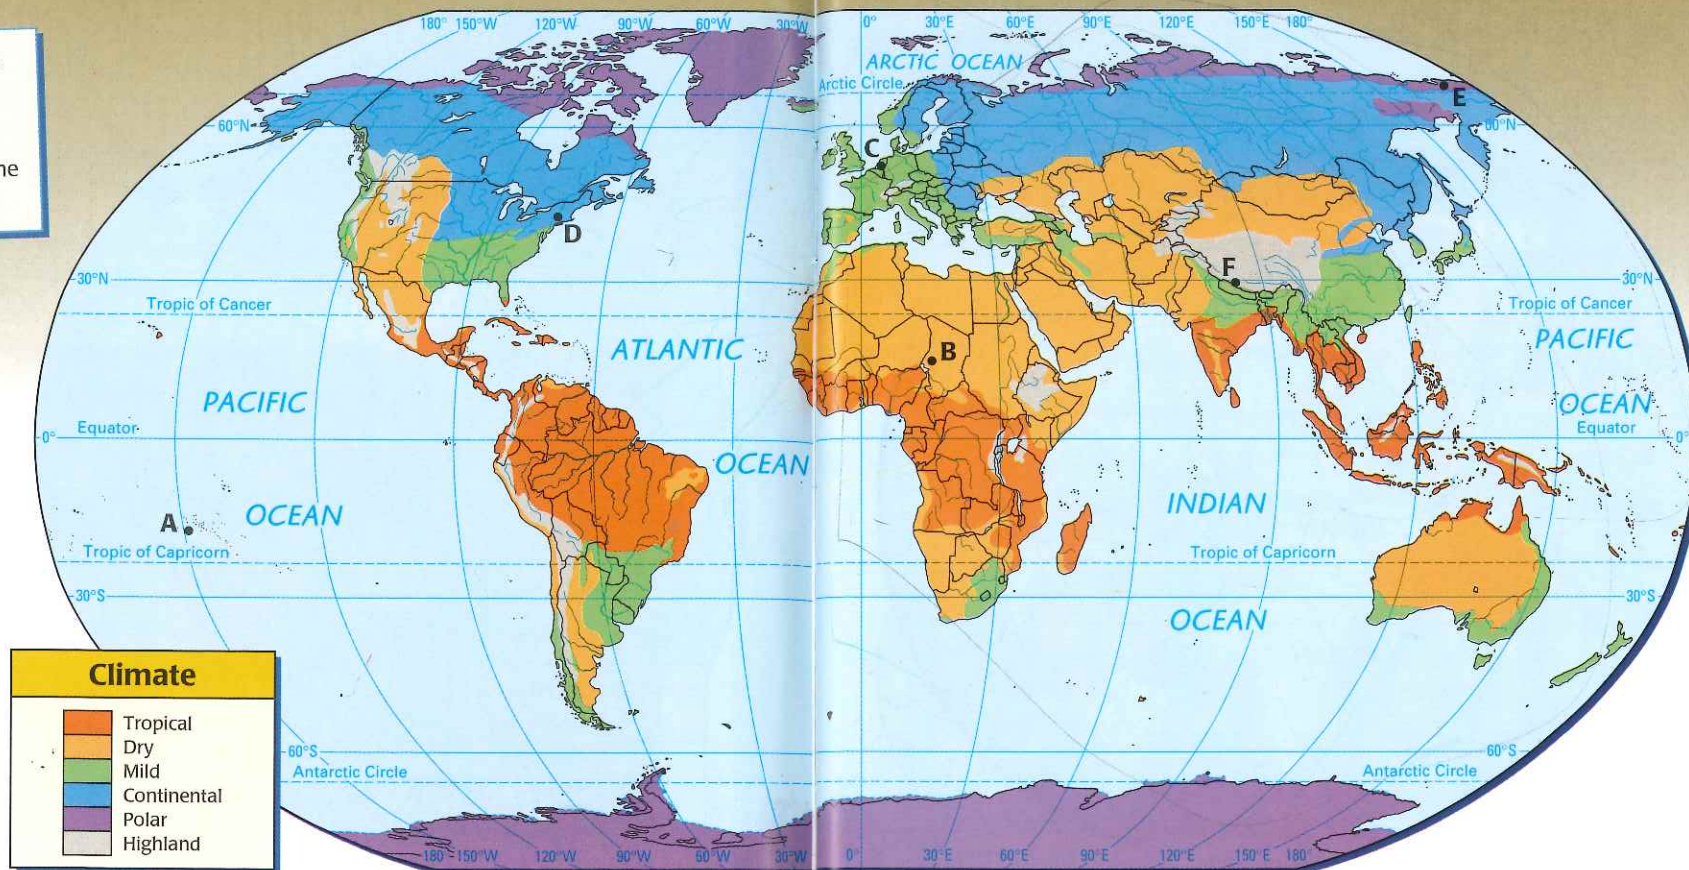 180° 150°W 120°W 90°W 60°W 30°W 0° 30°E 60°E 90°E 120°E 150°E 180°
ARCTIC OCEAN
Arctic Circle
E
60°N
60°N
C
ne
D
F
30°N
30°N
Tropic of Cancer
Tropic of Cancer
PACIFIC
ATLANTIC
B
PACIFIC
OCEAN
Equator
Equator
0°
0°
OCEAN
INDIAN
A
OCEAN
Tropic of Capricorn
Tropic of Capricorn
30°S
30°S
OCEAN
Climate
Tropical
Dry
Mild
Continental
Polar
Highland
60°S
60°S
Antarctic Circle
Antarctic Circle
180° 150°W 120°W 90°W 60°W 30°W 0° 30°E 60°E 90°E 120°E 150°E 180°